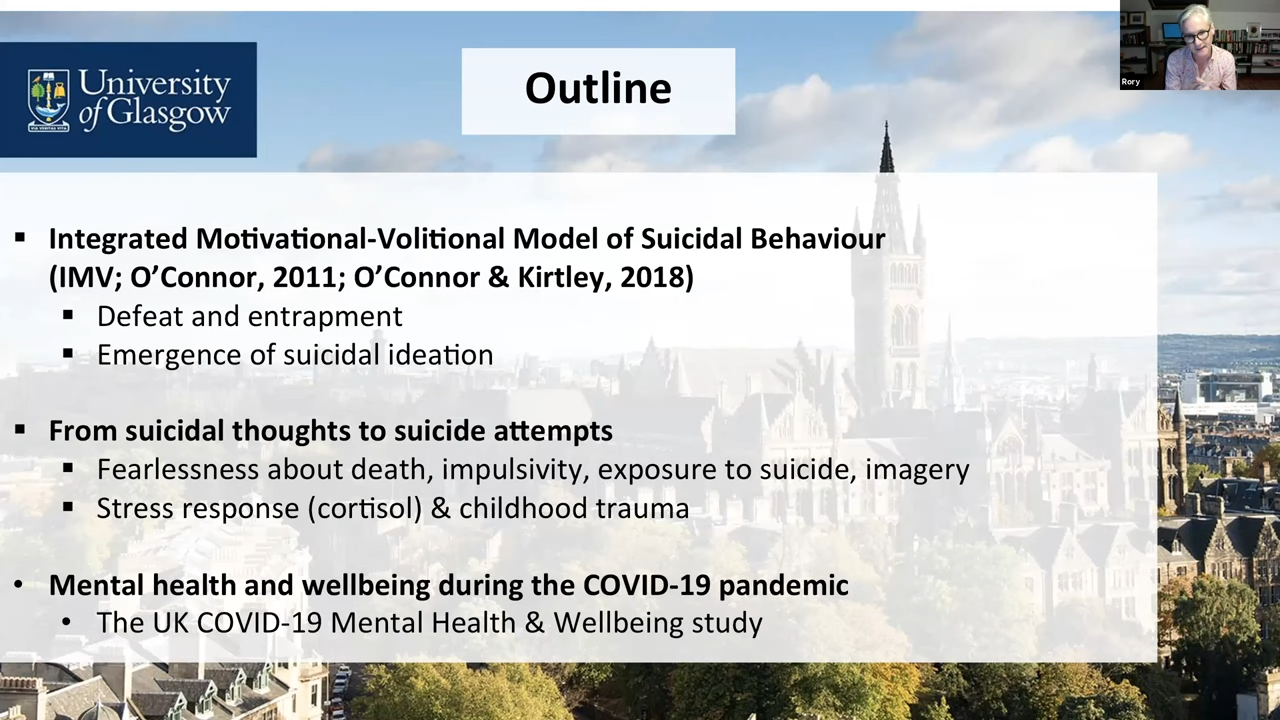 University
of Glasgow
VIA VERITAS VITA
Outline
Rory
▪ Integrated Motivational-Volitional Model of Suicidal Behaviour
(IMV; O’Connor, 2011; O’Connor & Kirtley, 2018)
▪ Defeat and entrapment
▪ Emergence of suicidal ideation
▪ From suicidal thoughts to suicide attempts
▪ Fearlessness about death, impulsivity, exposure to suicide, imagery
▪ Stress response (cortisol) & childhood trauma
• Mental health and wellbeing during the COVID-19 pandemic
• The UK COVID-19 Mental Health & Wellbeing study